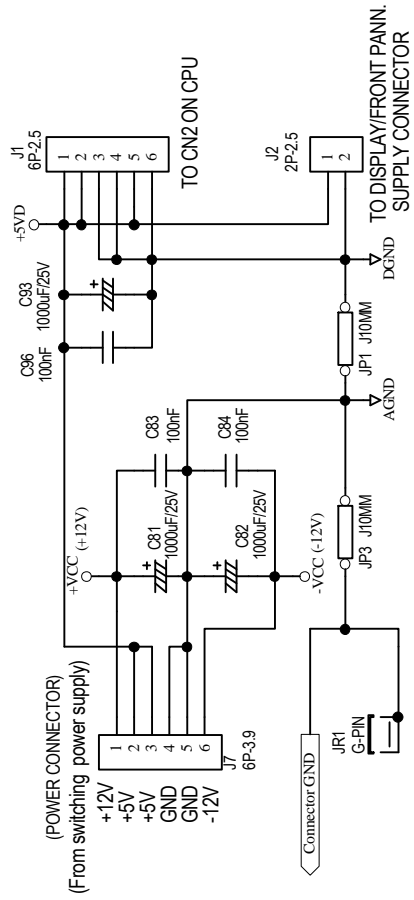 (POWER CONNECTOR)
(From switching power supply)
+12V
+5V
+5V
GND
GND
-12V
1
2
3
4
5
6
J7
6P-3.9
+VCC (+12V)
C81
1000uF/25V
C82
1000uF/25V
-VCC (-12V)
C83
100nF
C84
100nF
C96
100nF
C93
1000uF/25V
+
+
+
+5VD
J1
6P-2.5
1
2
3
4
5
6
TO CN2 ON CPU
J2
2P-2.5
1
2
TO DISPLAY/FRONT PANN.
SUPPLY CONNECTOR
Connector GND
JR1
G-PIN
JP3 J10MM
AGND
JP1 J10MM
DGND